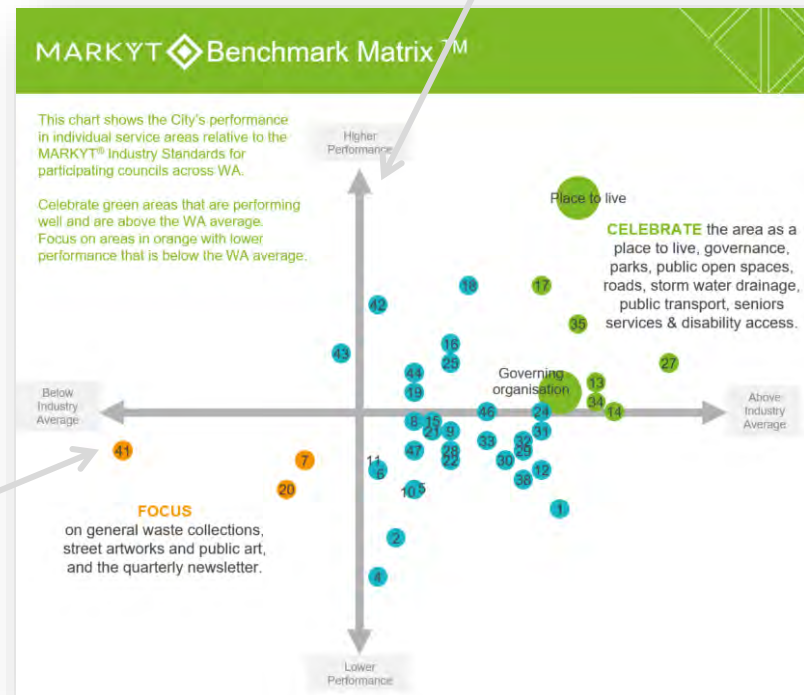 MARKYT Benchmark Matrix TM
This chart shows the City's performance
in individual service areas relative to the
MARKYT® Industry Standards for
participating councils across WA.
Celebrate green areas that are performing
well and are above the WA average.
Focus on areas in orange with lower
performance that is below the WA average.
Higher
Performance
Place to live
CELEBRATE the area as a
place to live, governance,
parks, public open spaces,
roads, storm water drainage,
public transport, seniors
services & disability access.
18
17
42
35
16
43
25
27
44
Governing
organisation
13
19
34
Below
Industry
Average
46
24
14
Above
Industry
Average
8
15
21
9
31
33
32
41
47
28
29
7
11
22
30
6
12
38
20
10
5
1
FOCUS
on general waste collections,
street artworks and public art,
and the quarterly newsletter.
2
4
Lower
Performance